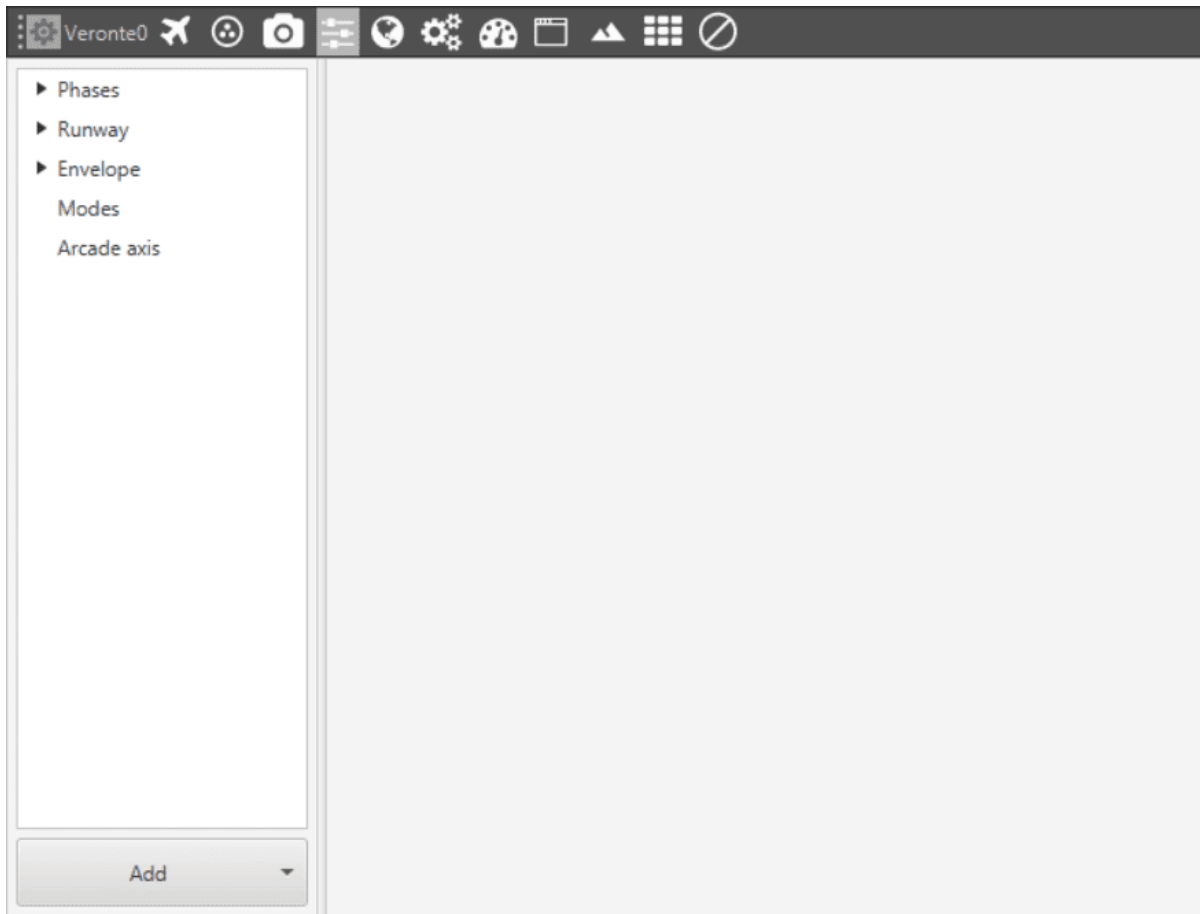 Veronte0
Phases
Runway
Envelope
Modes
Arcade axis
Add